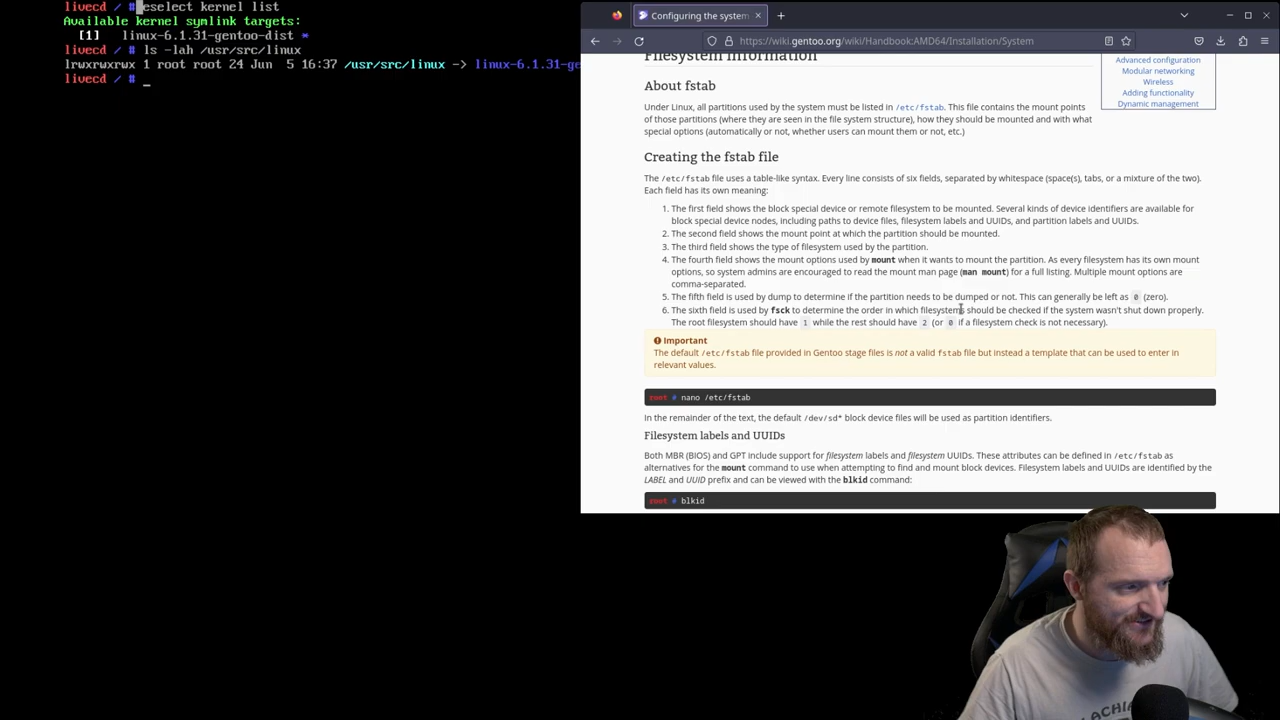 livecd / #eselect kernel list
Available kernel symlink targets:
[1] linux-6.1.31-gentoo-dist *
livecd / # ls -lah /usr/src/linux
lrwxrwxrwx 1 root root 24 Jun 5 16:37 /usr/src/linux -> linux-6.1.31-ge
livecd / # _
Configuring the system
https://wiki.gentoo.org/wiki/Handbook:AMD64/Installation/System
Filesystem information
Advanced configuration
Modular networking
Wireless
Adding functionality
Dynamic management
About fstab
Under Linux, all partitions used by the system must be listed in /etc/fstab. This file contains the mount points
of those partitions (where they are seen in the file system structure), how they should be mounted and with what
special options (automatically or not, whether users can mount them or not, etc.)
Creating the fstab file
The /etc/fstab file uses a table-like syntax. Every line consists of six fields, separated by whitespace (space(s), tabs, or a mixture of the two).
Each field has its own meaning:
1. The first field shows the block special device or remote filesystem to be mounted. Several kinds of device identifiers are available for
block special device nodes, including paths to device files, filesystem labels and UUIDs, and partition labels and UUIDs.
2. The second field shows the mount point at which the partition should be mounted.
3. The third field shows the type of filesystem used by the partition.
4. The fourth field shows the mount options used by mount when it wants to mount the partition. As every filesystem has its own mount
options, so system admins are encouraged to read the mount man page (man mount) for a full listing. Multiple mount options are
comma-separated.
5. The fifth field is used by dump to determine if the partition needs to be dumped or not. This can generally be left as 0 (zero).
6. The sixth field is used by fsck to determine the order in which filesystems should be checked if the system wasn't shut down properly.
The root filesystem should have 1 while the rest should have 2 (or 0 if a filesystem check is not necessary).
Important
The default /etc/fstab file provided in Gentoo stage files is not a valid fstab file but instead a template that can be used to enter in
relevant values.
root # nano /etc/fstab
In the remainder of the text, the default /dev/sd* block device files will be used as partition identifiers.
Filesystem labels and UUIDs
Both MBR (BIOS) and GPT include support for filesystem labels and filesystem UUIDs. These attributes can be defined in /etc/fstab as
alternatives for the mount command to use when attempting to find and mount block devices. Filesystem labels and UUIDs are identified by the
LABEL and UUID prefix and can be viewed with the blkid command:
root # blkid